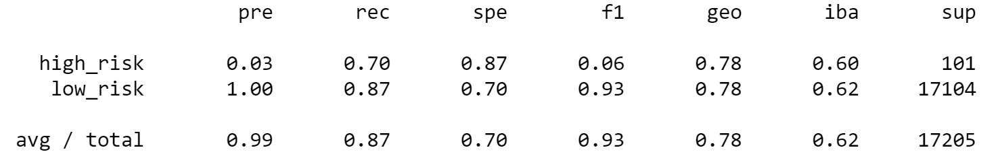 pre rec spe f1 geo iba sup
high_risk 0.03 0.70 0.87 0.06 0.78 0.60 101
low_risk 1.00 0.87 0.70 0.93 0.78 0.62 17104
avg / total 0.99 0.87 0.70 0.93 0.78 0.62 17205